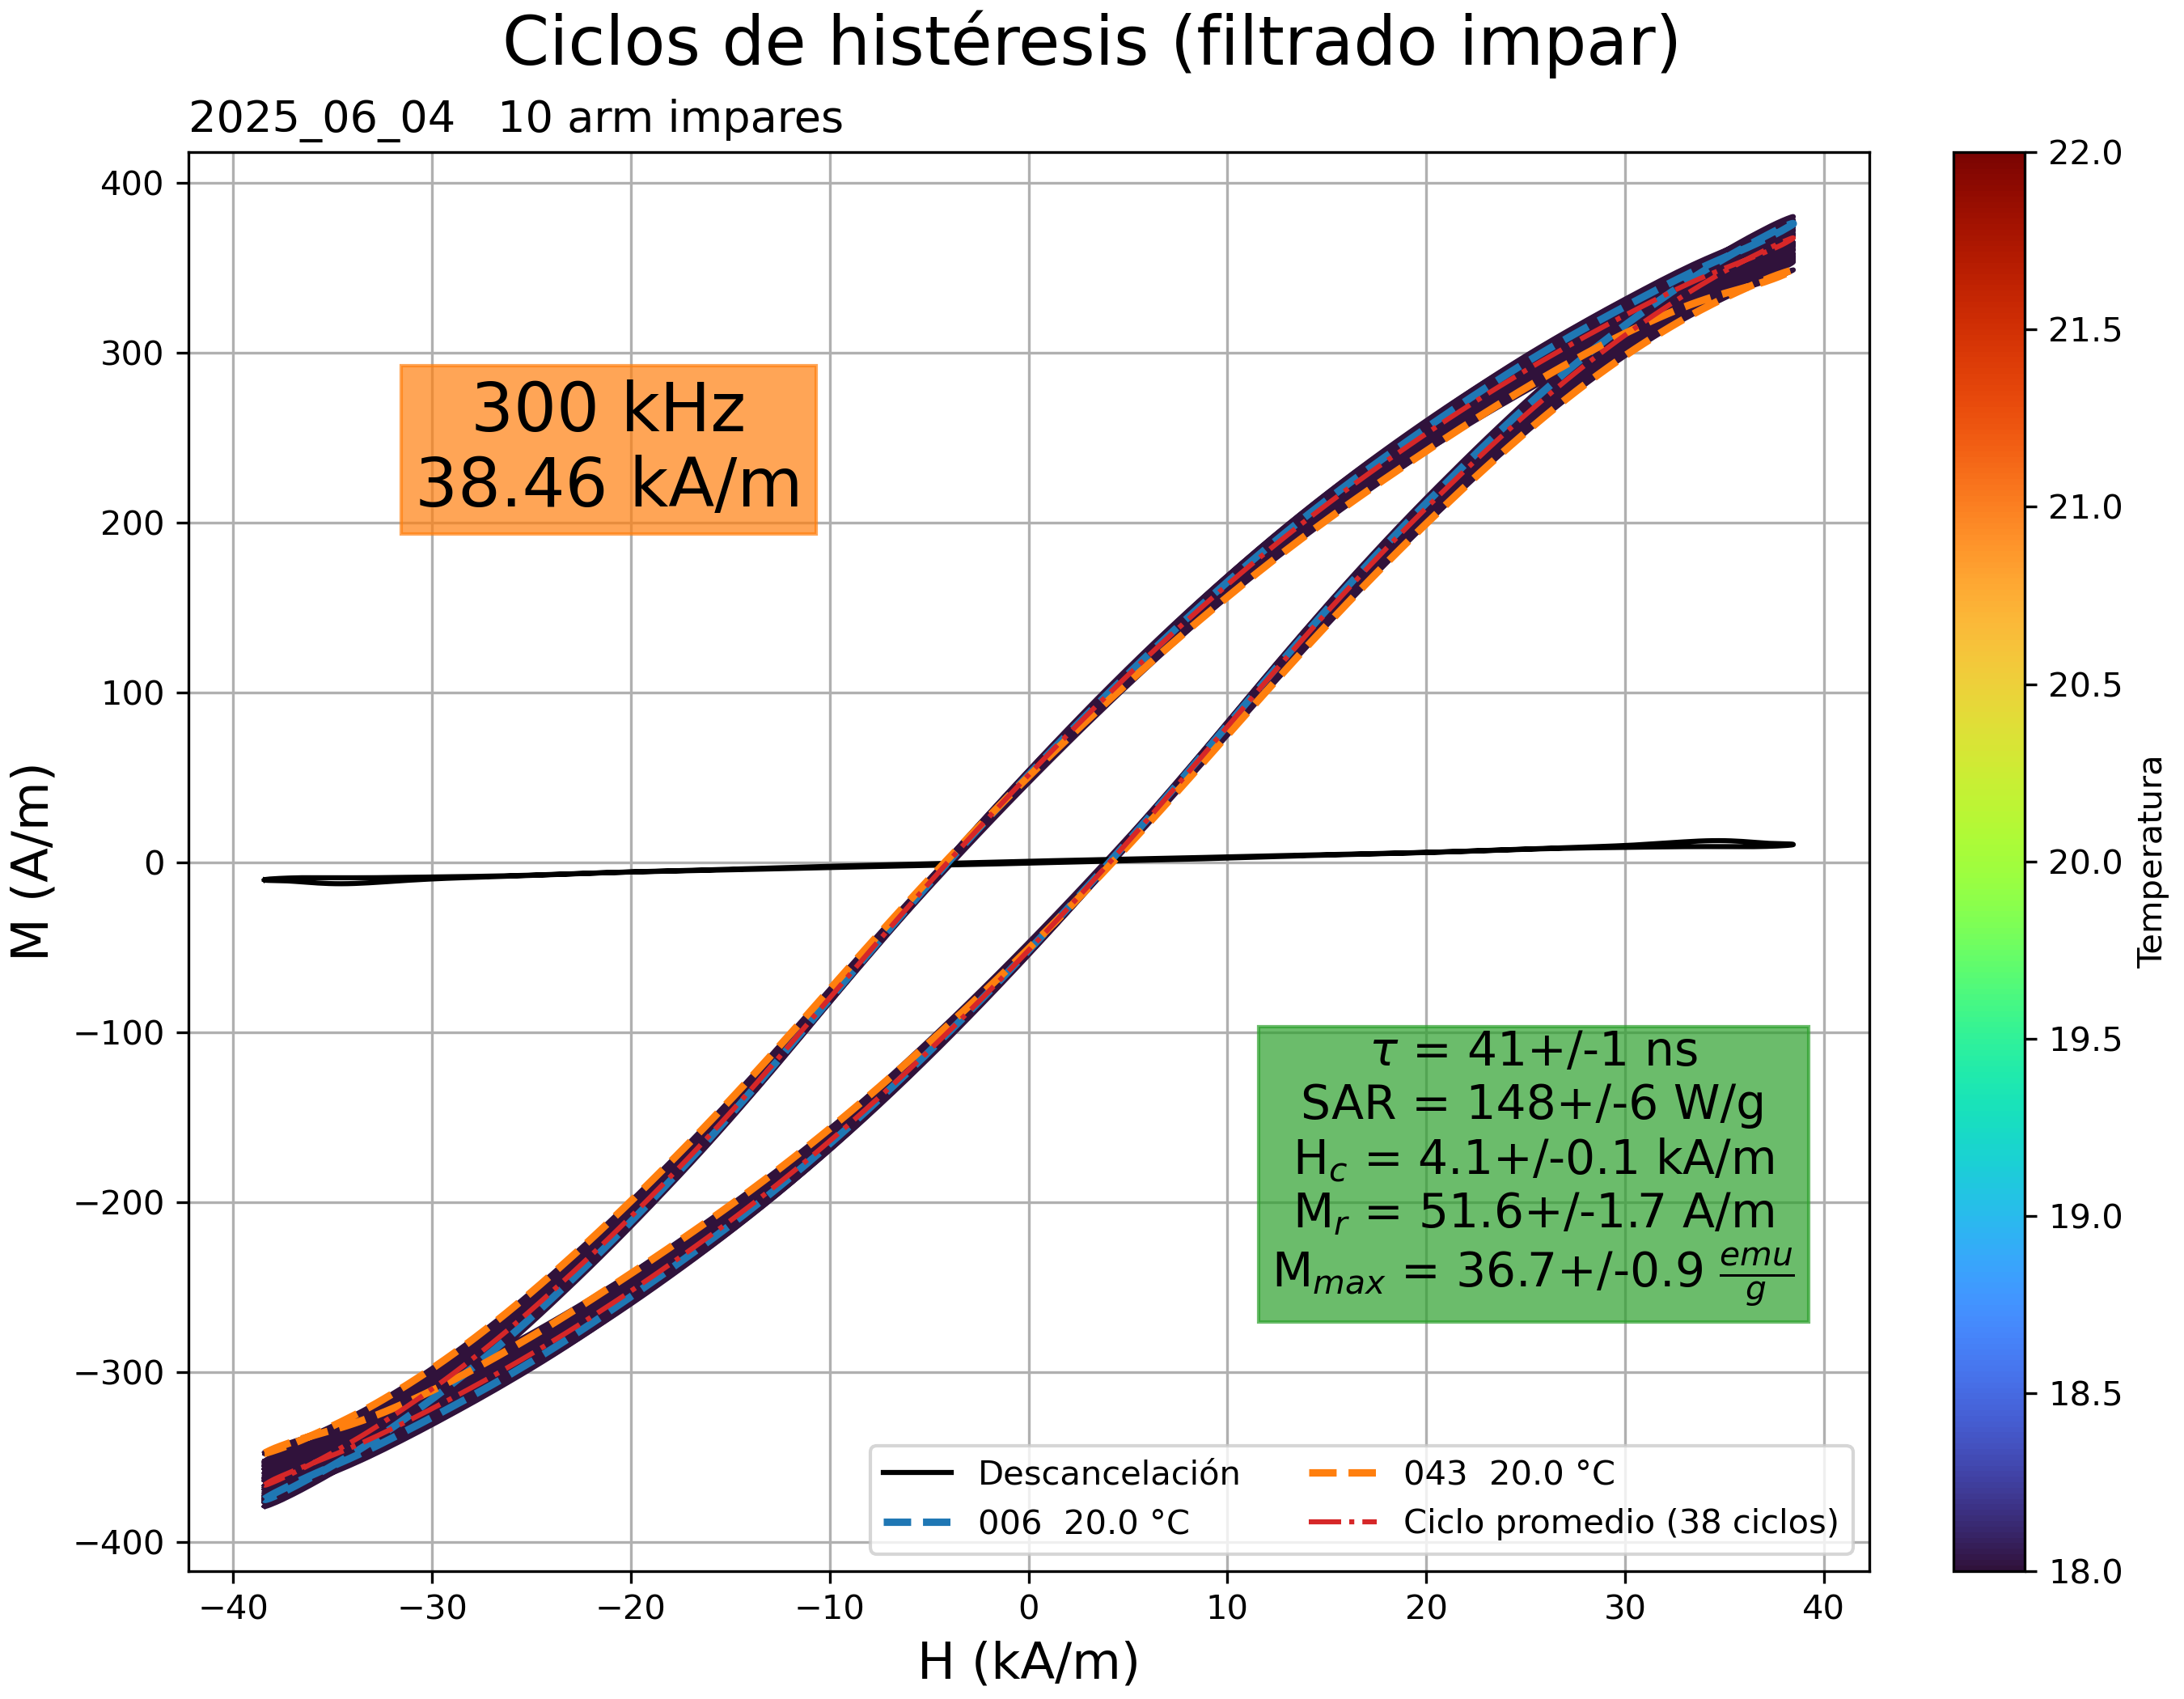 Ciclos de histéresis (filtrado impar)
2025_06_04   10 arm impares
400
300
200
100
0
−100
−200
−300
−400
M (A/m)
300 kHz
38.46 kA/m
τ = 41+/-1 ns
SAR = 148+/-6 W/g
H_c = 4.1+/-0.1 kA/m
M_r = 51.6+/-1.7 A/m
M_max = 36.7+/-0.9 emu/g
Descancelación
006  20.0 °C
043  20.0 °C
Ciclo promedio (38 ciclos)
−40
−30
−20
−10
0
10
20
30
40
H (kA/m)
22.0
21.5
21.0
20.5
20.0
19.5
19.0
18.5
18.0
Temperatura